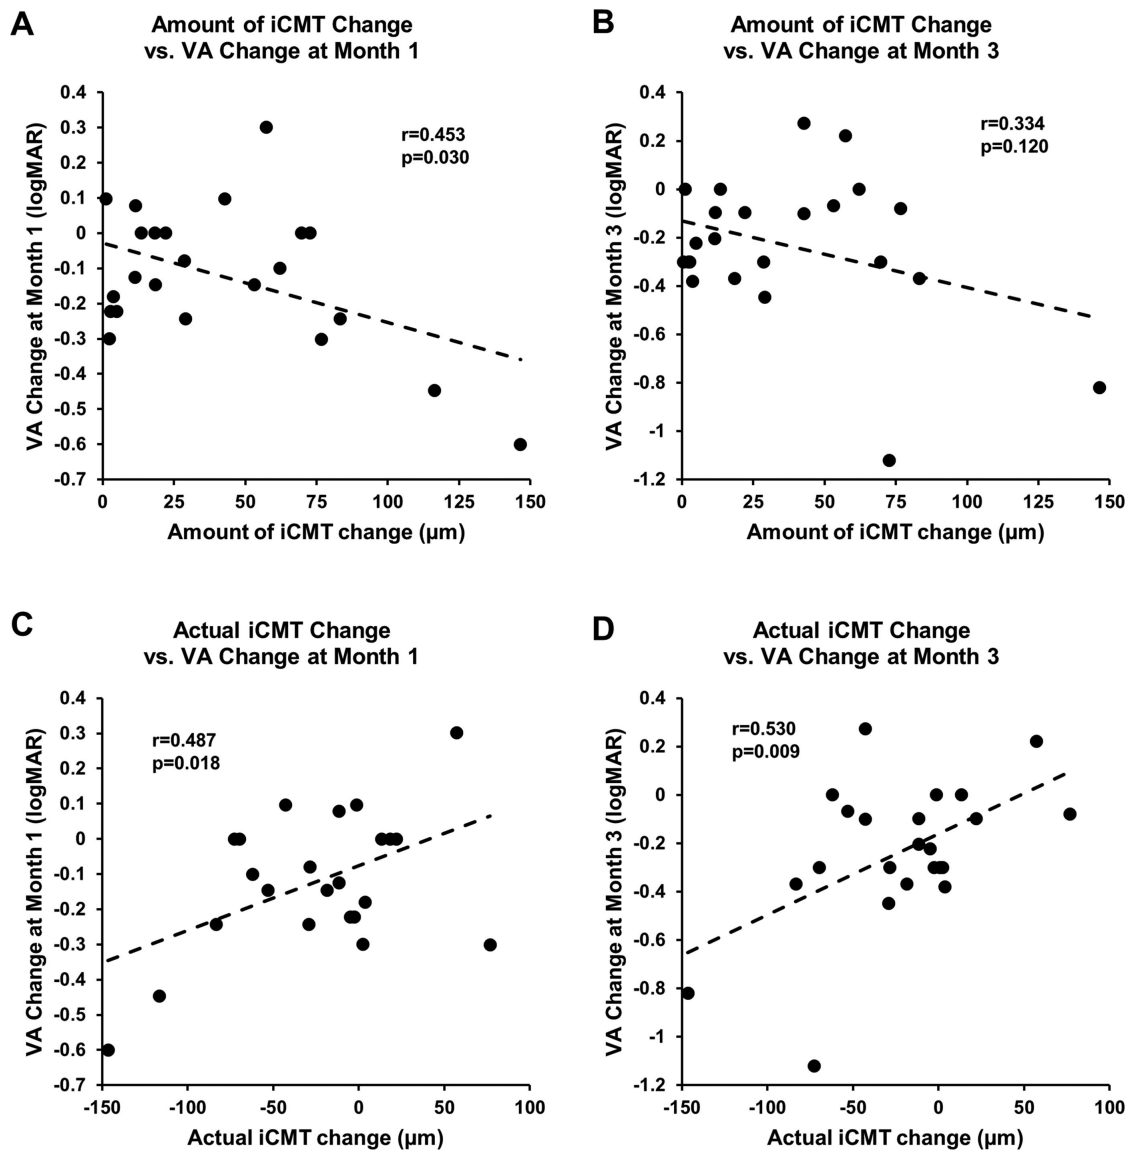 A
Amount of iCMT Change
vs. VA Change at Month 1
r=0.453
p=0.030
VA Change at Month 1 (logMAR)
0.4
0.3
0.2
0.1
0
-0.1
-0.2
-0.3
-0.4
-0.5
-0.6
-0.7
0 25 50 75 100 125 150
Amount of iCMT change (µm)
B
Amount of iCMT Change
vs. VA Change at Month 3
r=0.334
p=0.120
VA Change at Month 3 (logMAR)
0.4
0.2
0
-0.2
-0.4
-0.6
-0.8
-1
-1.2
0 25 50 75 100 125 150
Amount of iCMT change (µm)
C
Actual iCMT Change
vs. VA Change at Month 1
r=0.487
p=0.018
VA Change at Month 1 (logMAR)
0.4
0.3
0.2
0.1
0
-0.1
-0.2
-0.3
-0.4
-0.5
-0.6
-0.7
-150 -100 -50 0 50 100
Actual iCMT change (µm)
D
Actual iCMT Change
vs. VA Change at Month 3
r=0.530
p=0.009
VA Change at Month 3 (logMAR)
0.4
0.2
0
-0.2
-0.4
-0.6
-0.8
-1
-1.2
-150 -100 -50 0 50 100
Actual iCMT change (µm)